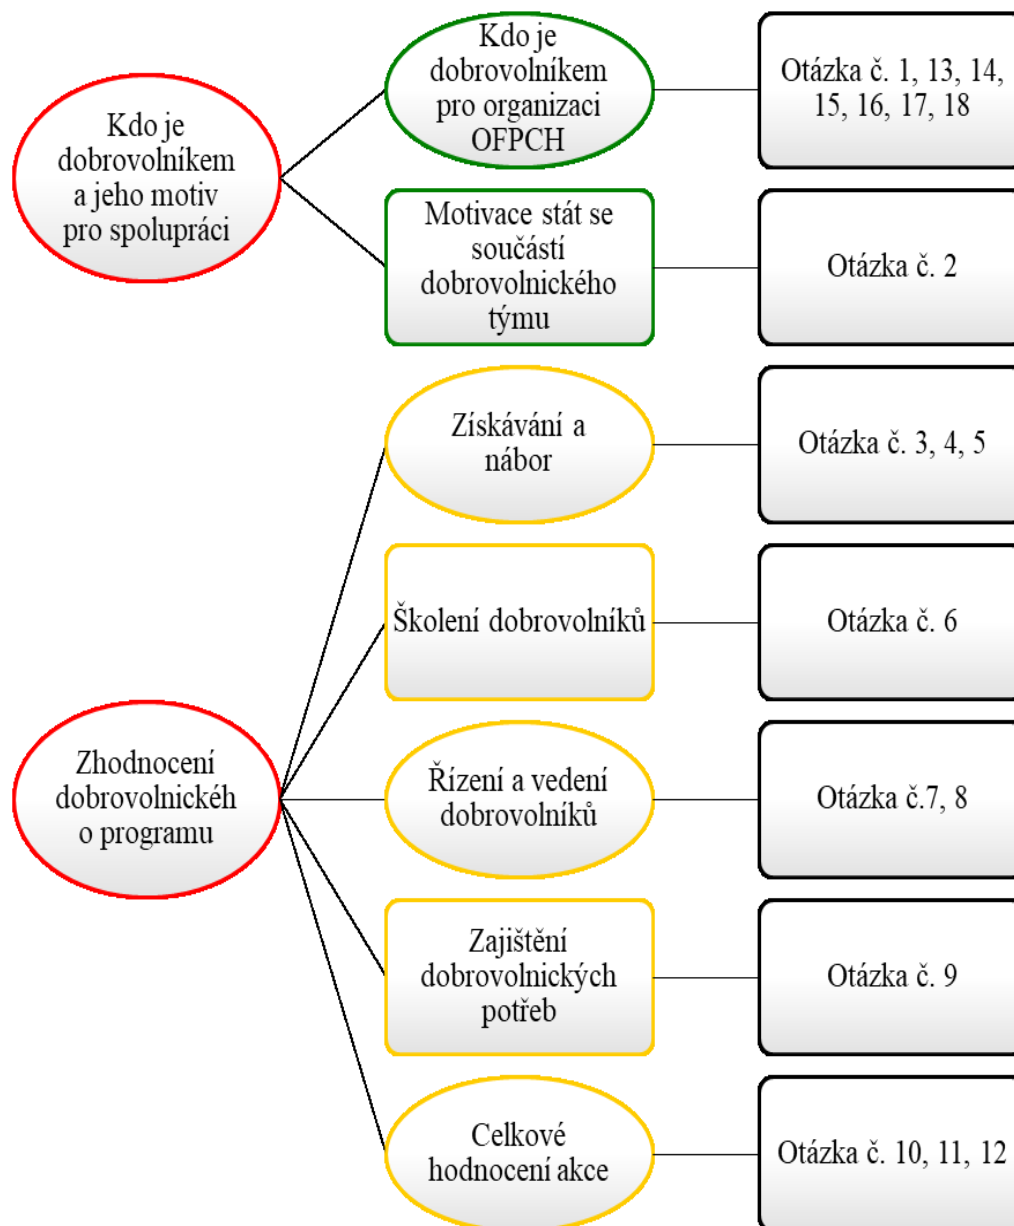 Kdo je
dobrovolníkem
a jeho motiv
pro spolupráci
Kdo je
dobrovolníkem
pro organizaci
OFPCH
Otázka č. 1, 13, 14,
15, 16, 17, 18
Motivace stát se
součástí
dobrovolnického
týmu
Otázka č. 2
Zhodnocení
dobrovolnickéh
o programu
Získávání a
nábor
Otázka č. 3, 4, 5
Školení dobrovolníků
Otázka č. 6
Řízení a vedení
dobrovolníků
Otázka č.7, 8
Zajištění
dobrovolnických
potřeb
Otázka č. 9
Celkové
hodnocení akce
Otázka č. 10, 11, 12